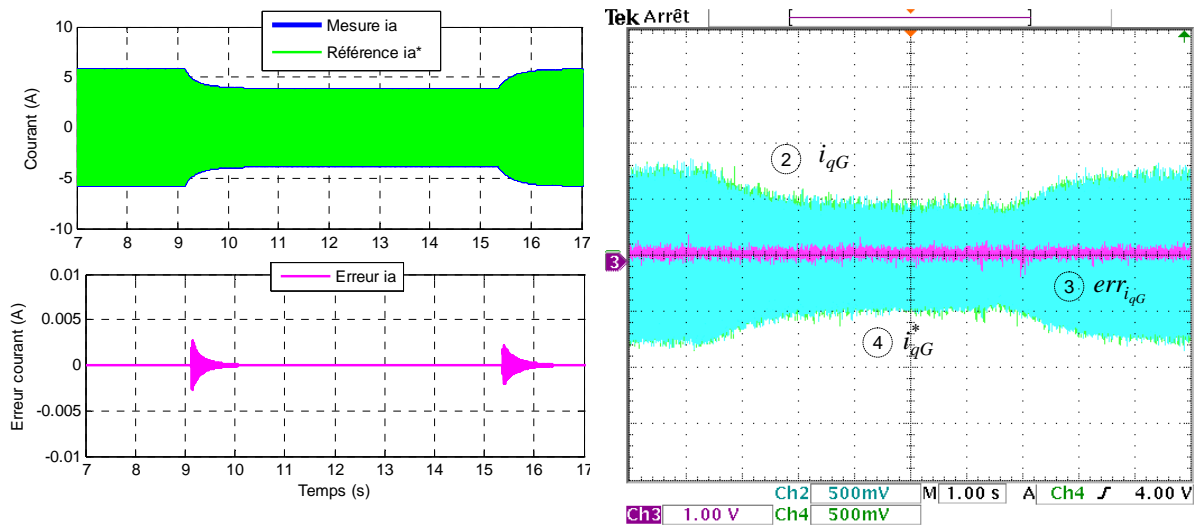 Mesure ia
Référence ia*
Courant (A)
10
5
0
-5
-10
7 8 9 10 11 12 13 14 15 16 17
Erreur ia
Erreur courant (A)
0.01
0.005
0
-0.005
-0.01
7 8 9 10 11 12 13 14 15 16 17
Temps (s)
Tek Arrêt
2 iqG
3
3 erriqG
4 i*qG
Ch2 500mV M 1.00 s A Ch4 4.00 V
Ch3 1.00 V Ch4 500mV